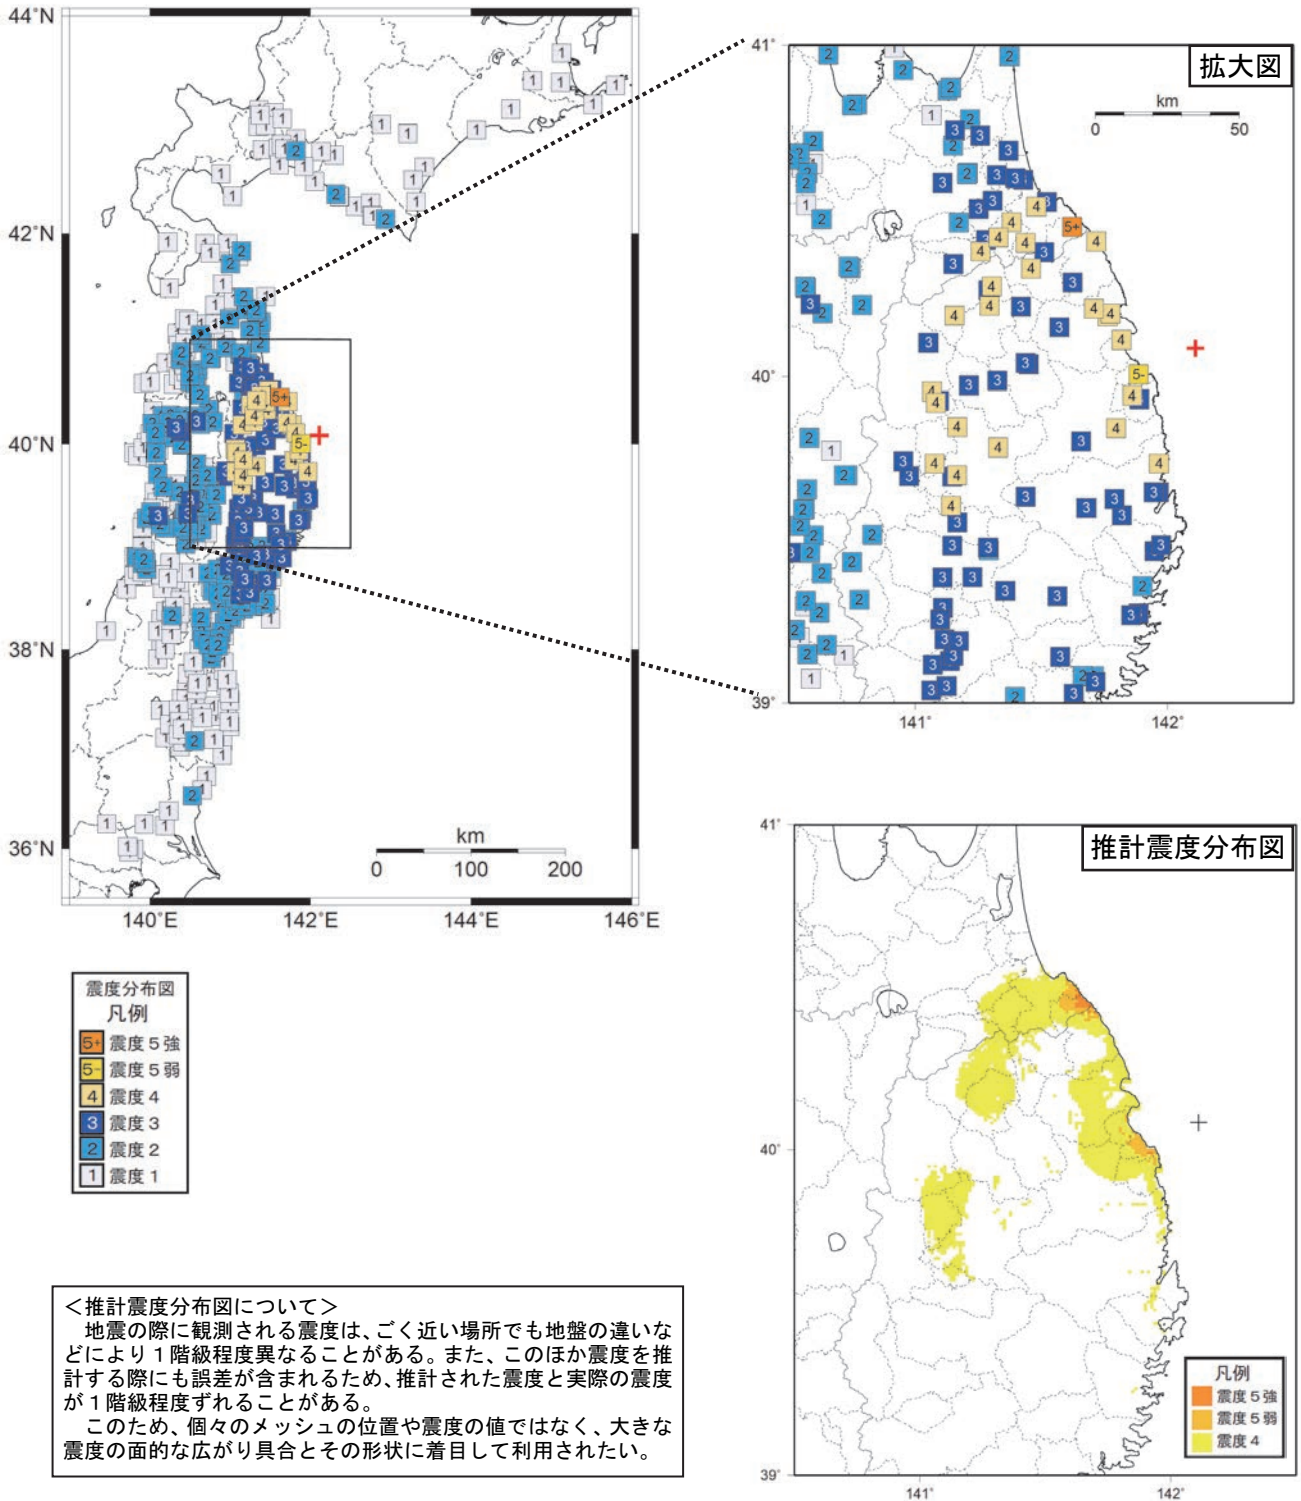 44°N
42°N
40°N
38°N
36°N
140°E
142°E
144°E
146°E
km
0
100
200
拡大図
km
0
50
41°
40°
39°
141°
142°
推計震度分布図
41°
40°
39°
141°
142°
凡例
震度５強
震度５弱
震度４
震度分布図
凡例
5+ 震度５強
5- 震度５弱
4 震度４
3 震度３
2 震度２
1 震度１
＜推計震度分布図について＞
地震の際に観測される震度は、ごく近い場所でも地盤の違いな
どにより１階級程度異なることがある。また、このほか震度を推
計する際にも誤差が含まれるため、推計された震度と実際の震度
が１階級程度ずれることがある。
このため、個々のメッシュの位置や震度の値ではなく、大きな
震度の面的な広がり具合とその形状に着目して利用されたい。